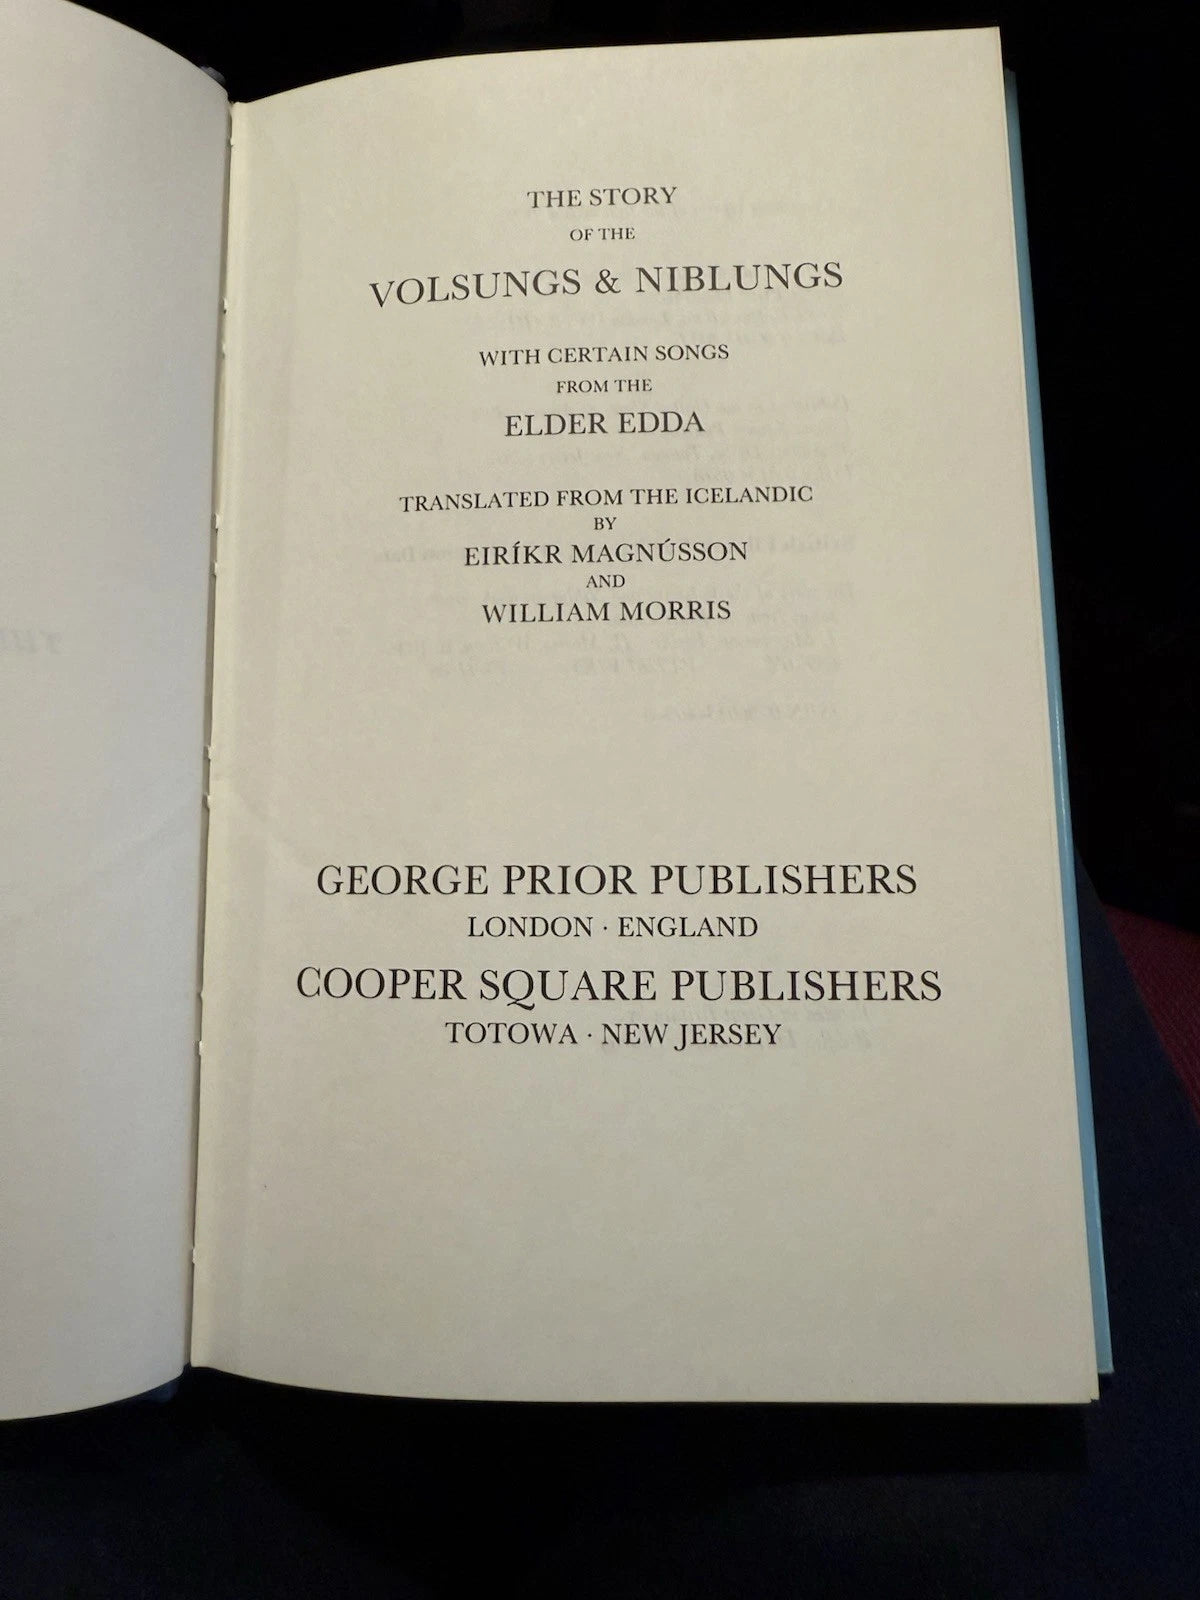 THE STORY
OF THE
VOLSUNGS & NIBLUNGS
WITH CERTAIN SONGS
FROM THE
ELDER EDDA
TRANSLATED FROM THE ICELANDIC
BY
EIRÍKR MAGNÚSSON
AND
WILLIAM MORRIS
GEORGE PRIOR PUBLISHERS
LONDON · ENGLAND
COOPER SQUARE PUBLISHERS
TOTOWA · NEW JERSEY